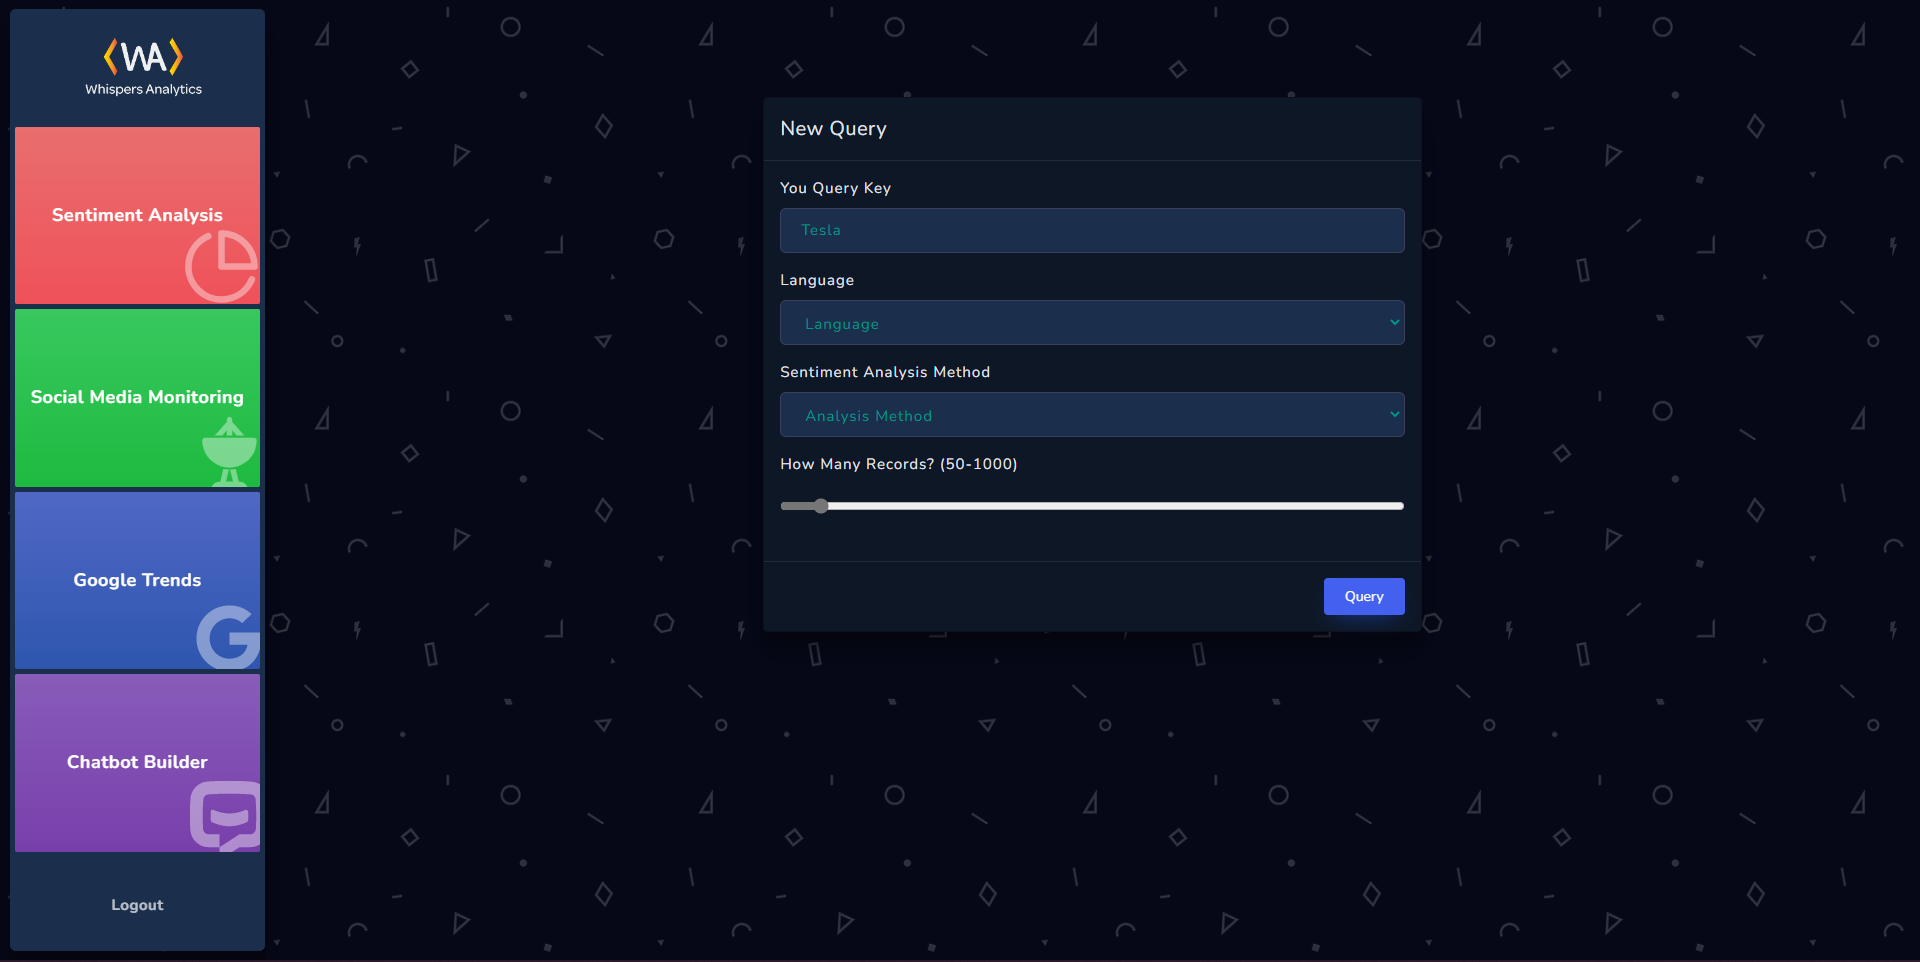 WA
Whispers Analytics
Sentiment Analysis
Social Media Monitoring
Google Trends
Chatbot Builder
Logout
New Query
You Query Key
Tesla
Language
Language
Sentiment Analysis Method
Analysis Method
How Many Records? (50-1000)
Query